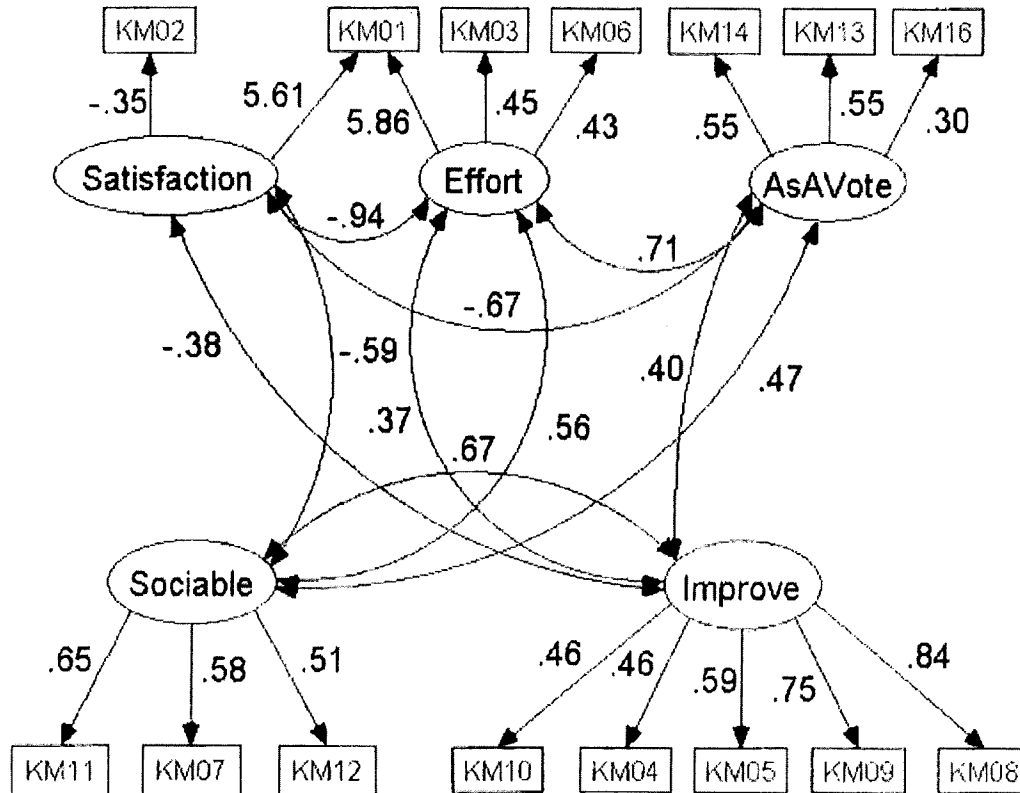 KM02 KM01 KM03 KM06 KM14 KM13 KM16
-.35 5.61 5.86 .45 .43 .55 .55 .30
Satisfaction Effort AsAVote
-.94 .71
-.67
-.38 -.59 .40 .47
.37 .67 .56
Sociable Improve
.65 .58 .51 .46 .46 .59 .75 .84
KM11 KM07 KM12 KM10 KM04 KM05 KM09 KM08